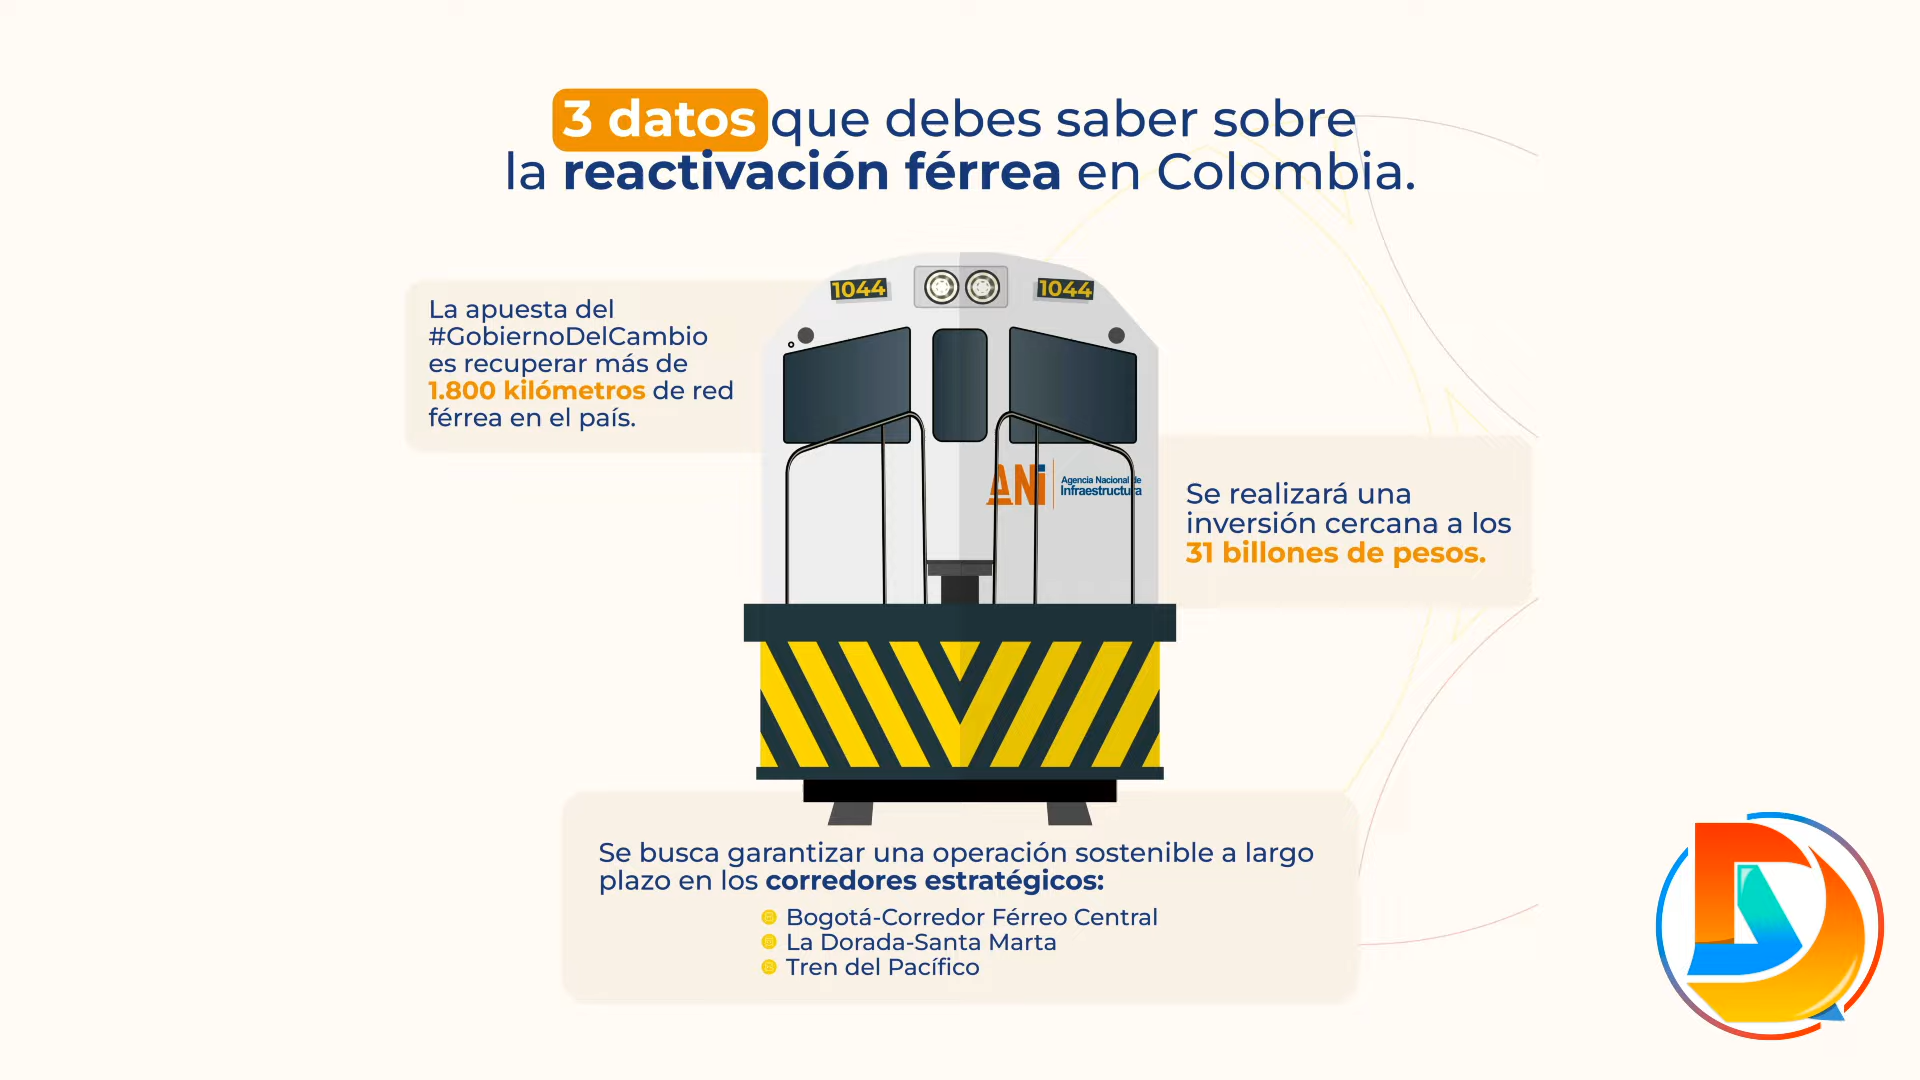 3 datos que debes saber sobre
la reactivación férrea en Colombia.
1044
1044
La apuesta del
#GobiernoDelCambio
es recuperar más de
1.800 kilómetros de red
férrea en el país.
ANi
Agencia Nacional de
Infraestructura
Se realizará una
inversión cercana a los
31 billones de pesos.
Se busca garantizar una operación sostenible a largo
plazo en los corredores estratégicos:
Bogotá-Corredor Férreo Central
La Dorada-Santa Marta
Tren del Pacífico